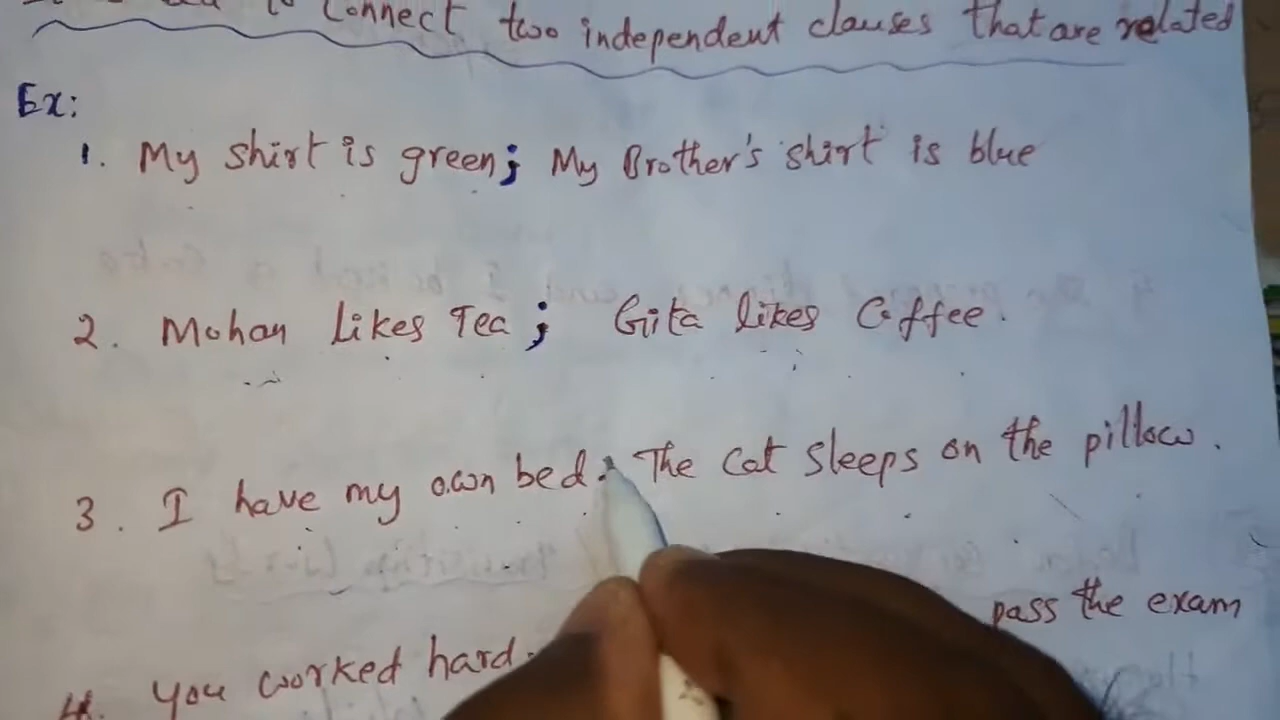 to connect two independent clauses that are related
Ex:
1. My shirt is green; My Brother's shirt is blue
2. Mohan Likes Tea; Gita likes Coffee.
3. I have my own bed. The Cat Sleeps on the pillow.
4. You worked hard. pass the exam